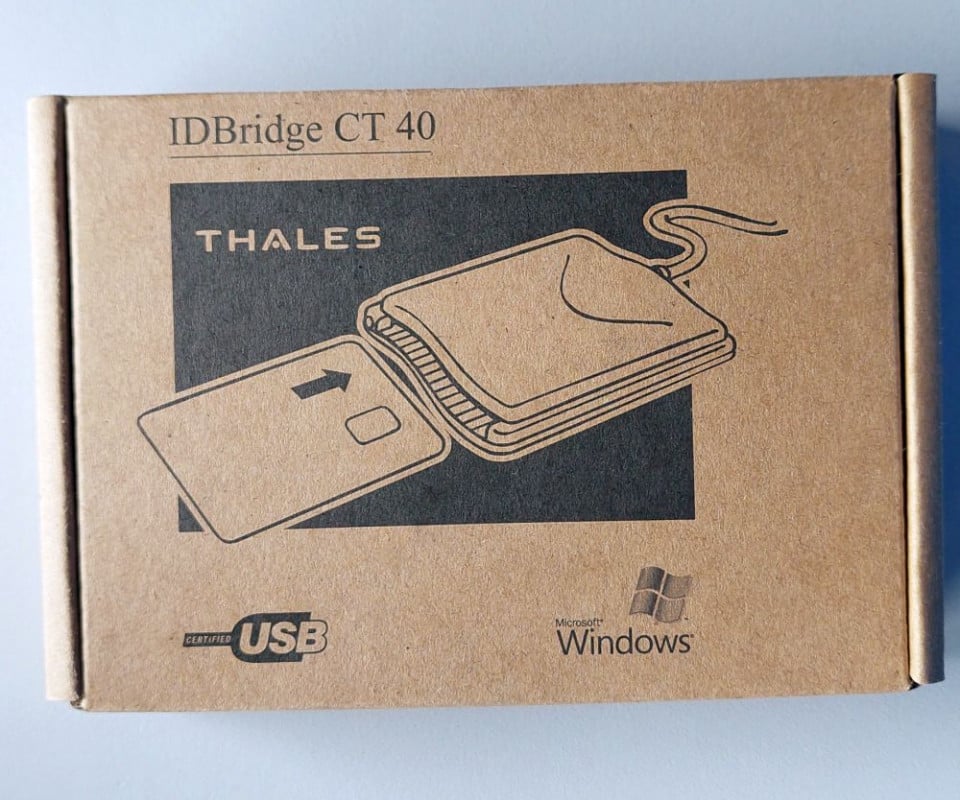 IDBridge CT 40
THALES
CERTIFIED USB
Microsoft®
Windows®